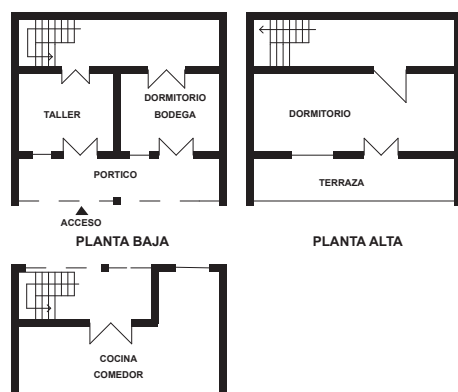 TALLER
DORMITORIO
BODEGA
PORTICO
ACCESO
PLANTA BAJA
DORMITORIO
TERRAZA
PLANTA ALTA
COCINA
COMEDOR